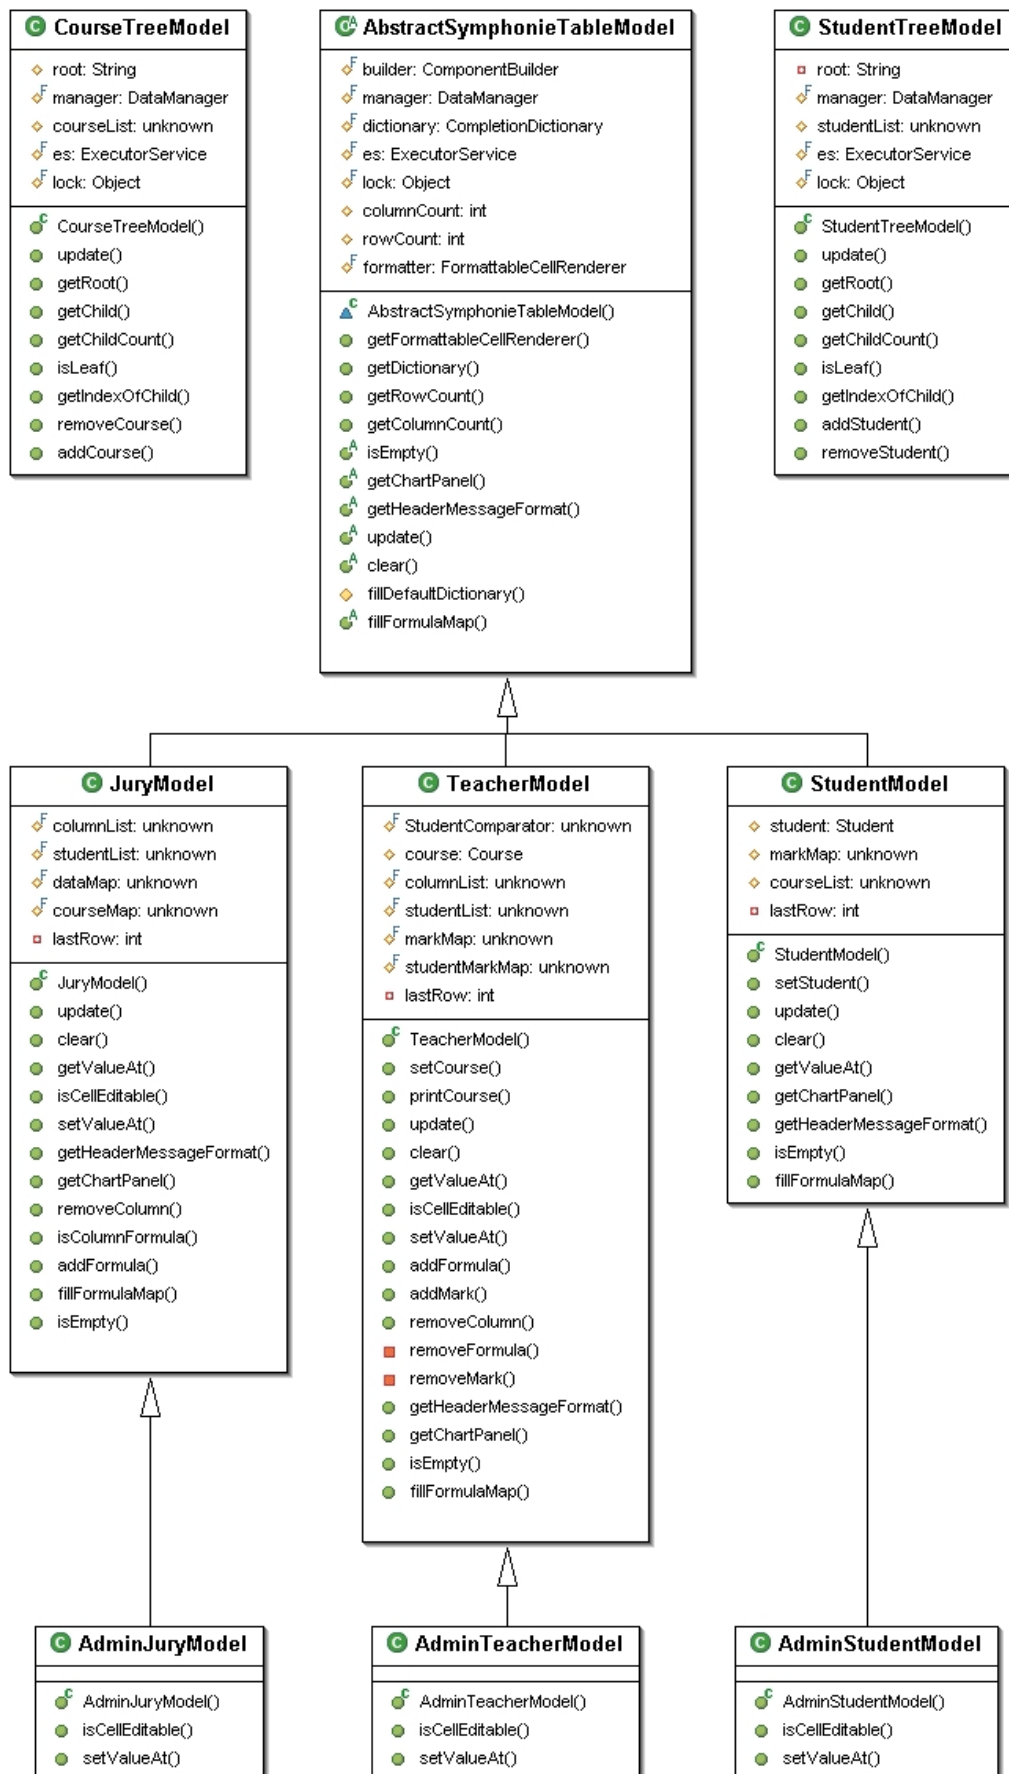 CourseTreeModel
root: String
manager: DataManager
courseList: unknown
es: ExecutorService
lock: Object
CourseTreeModel()
update()
getRoot()
getChild()
getChildCount()
isLeaf()
getIndexOfChild()
removeCourse()
addCourse()
AbstractSymphonieTableModel
builder: ComponentBuilder
manager: DataManager
dictionary: CompletionDictionary
es: ExecutorService
lock: Object
columnCount: int
rowCount: int
formatter: FormattableCellRenderer
AbstractSymphonieTableModel()
getFormattableCellRenderer()
getDictionary()
getRowCount()
getColumnCount()
isEmpty()
getChartPanel()
getHeaderMessageFormat()
update()
clear()
fillDefaultDictionary()
fillFormulaMap()
StudentTreeModel
root: String
manager: DataManager
studentList: unknown
es: ExecutorService
lock: Object
StudentTreeModel()
update()
getRoot()
getChild()
getChildCount()
isLeaf()
getIndexOfChild()
addStudent()
removeStudent()
JuryModel
columnList: unknown
studentList: unknown
dataMap: unknown
courseMap: unknown
lastRow: int
JuryModel()
update()
clear()
getValueAt()
isCellEditable()
setValueAt()
getHeaderMessageFormat()
getChartPanel()
removeColumn()
isColumnFormula()
addFormula()
fillFormulaMap()
isEmpty()
TeacherModel
StudentComparator: unknown
course: Course
columnList: unknown
studentList: unknown
markMap: unknown
studentMarkMap: unknown
lastRow: int
TeacherModel()
setCourse()
printCourse()
update()
clear()
getValueAt()
isCellEditable()
setValueAt()
addFormula()
addMark()
removeColumn()
removeFormula()
removeMark()
getHeaderMessageFormat()
getChartPanel()
isEmpty()
fillFormulaMap()
StudentModel
student: Student
markMap: unknown
courseList: unknown
lastRow: int
StudentModel()
setStudent()
update()
clear()
getValueAt()
getChartPanel()
getHeaderMessageFormat()
isEmpty()
fillFormulaMap()
AdminJuryModel
AdminJuryModel()
isCellEditable()
setValueAt()
AdminTeacherModel
AdminTeacherModel()
isCellEditable()
setValueAt()
AdminStudentModel
AdminStudentModel()
isCellEditable()
setValueAt()